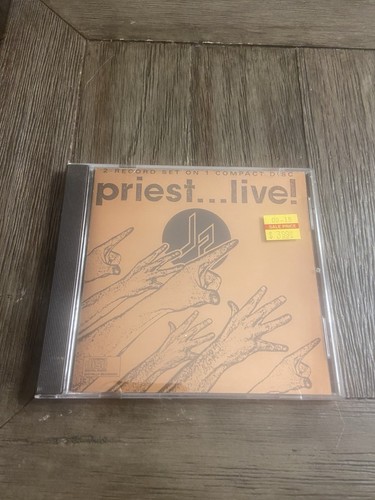 2 RECORD SET ON 1 COMPACT DISC
priest...live!
SALE PRICE